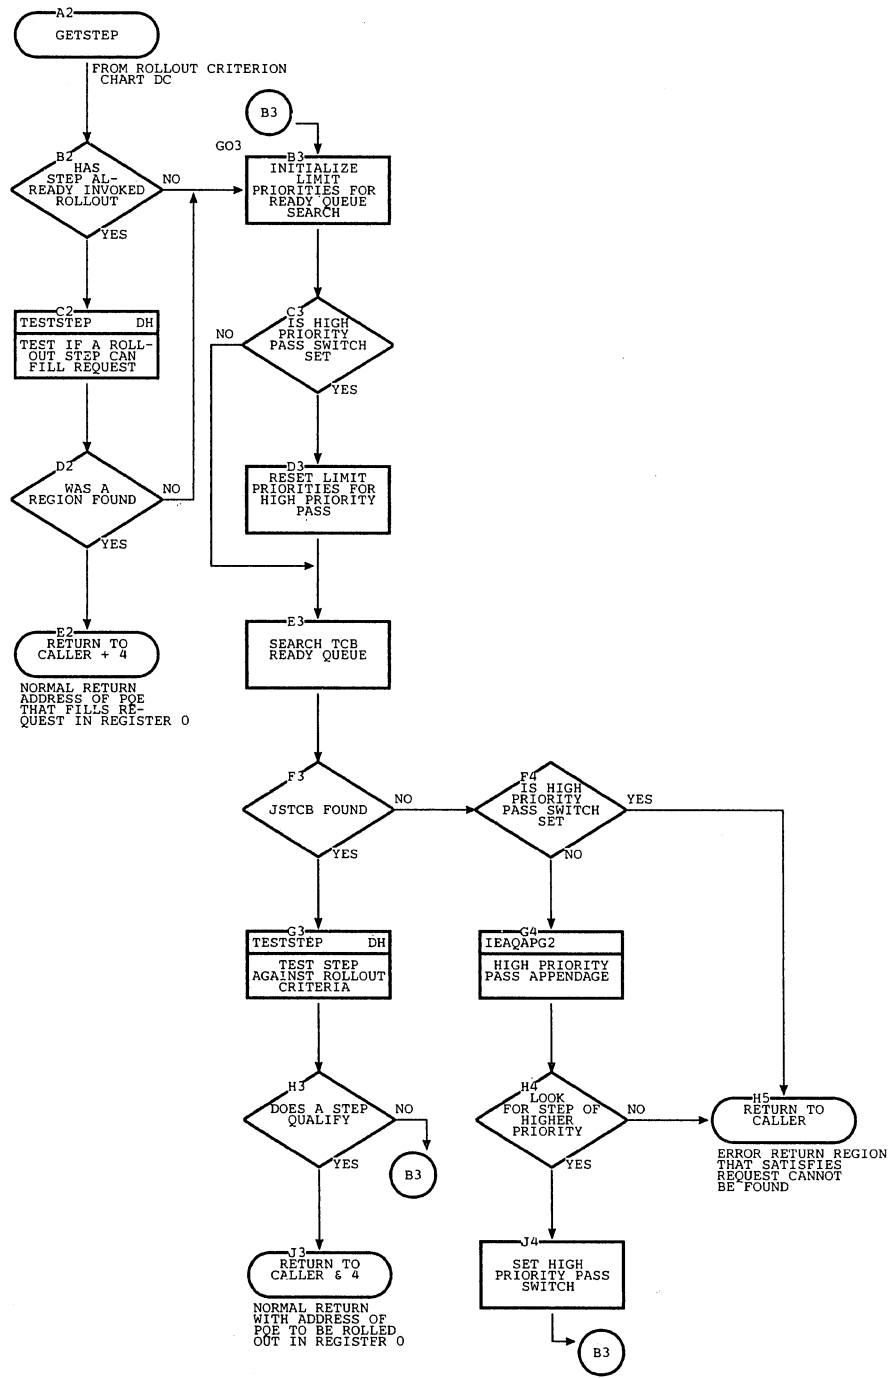 A2
GETSTEP
FROM ROLLOUT CRITERION
CHART DC
B2
HAS
STEP AL-
READY INVOKED
ROLLOUT
NO
YES
C2
TESTSTEP DH
TEST IF A ROLL-
OUT STEP CAN
FILL REQUEST
D2
WAS A
REGION FOUND
NO
YES
E2
RETURN TO
CALLER + 4
NORMAL RETURN
ADDRESS OF PQE
THAT FILLS RE-
QUEST IN REGISTER 0
B3
GO3
B3
INITIALIZE
LIMIT
PRIORITIES FOR
READY QUEUE
SEARCH
C3
IS HIGH
PRIORITY
PASS SWITCH
SET
NO
YES
D3
RESET LIMIT
PRIORITIES FOR
HIGH PRIORITY
PASS
E3
SEARCH TCB
READY QUEUE
F3
JSTCB FOUND
NO
YES
G3
TESTSTEP DH
TEST STEP
AGAINST ROLLOUT
CRITERIA
H3
DOES A STEP
QUALIFY
NO
YES
B3
J3
RETURN TO
CALLER & 4
NORMAL RETURN
WITH ADDRESS OF
PQE TO BE ROLLED
OUT IN REGISTER 0
F4
IS HIGH
PRIORITY
PASS SWITCH
SET
YES
NO
G4
IEAQAPG2
HIGH PRIORITY
PASS APPENDAGE
H4
LOOK
FOR STEP OF
HIGHER
PRIORITY
NO
YES
J4
SET HIGH
PRIORITY PASS
SWITCH
B3
H5
RETURN TO
CALLER
ERROR RETURN REGION
THAT SATISFIES
REQUEST CANNOT
BE FOUND